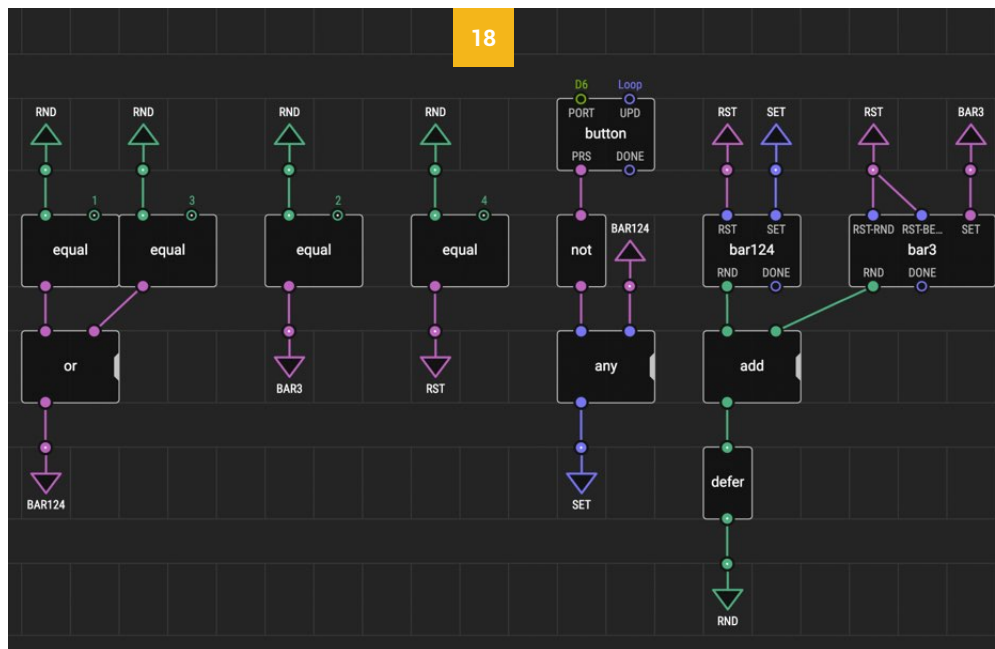 18
D6 Loop
RND RND RND RND PORT UPD RST SET RST BAR3
button
PRS DONE
1 3 2 4
BAR124
equal equal equal equal not RST SET RST-RND RST-BE... SET
bar124 bar3
RND DONE RND DONE
or any add
BAR3 RST
defer
BAR124 SET
RND